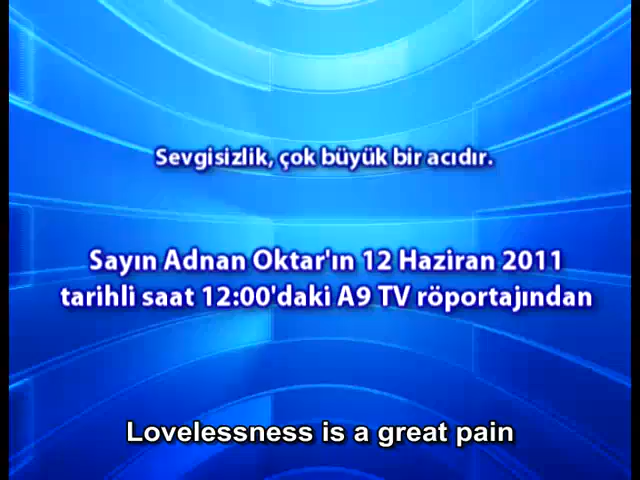 Sevgisizlik, çok büyük bir acıdır.
Sayın Adnan Oktar'ın 12 Haziran 2011
tarihli saat 12:00'daki A9 TV röportajından
Lovelessness is a great pain